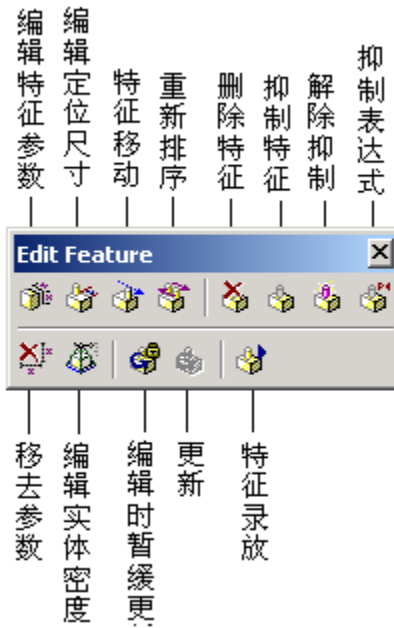 编辑特征参数
编辑定位尺寸
特征移动
重新排序
删除特征
抑制特征
解除抑制
抑制表达式
Edit Feature
移去参数
编辑实体密度
编辑时暂缓更
更新
特征录放